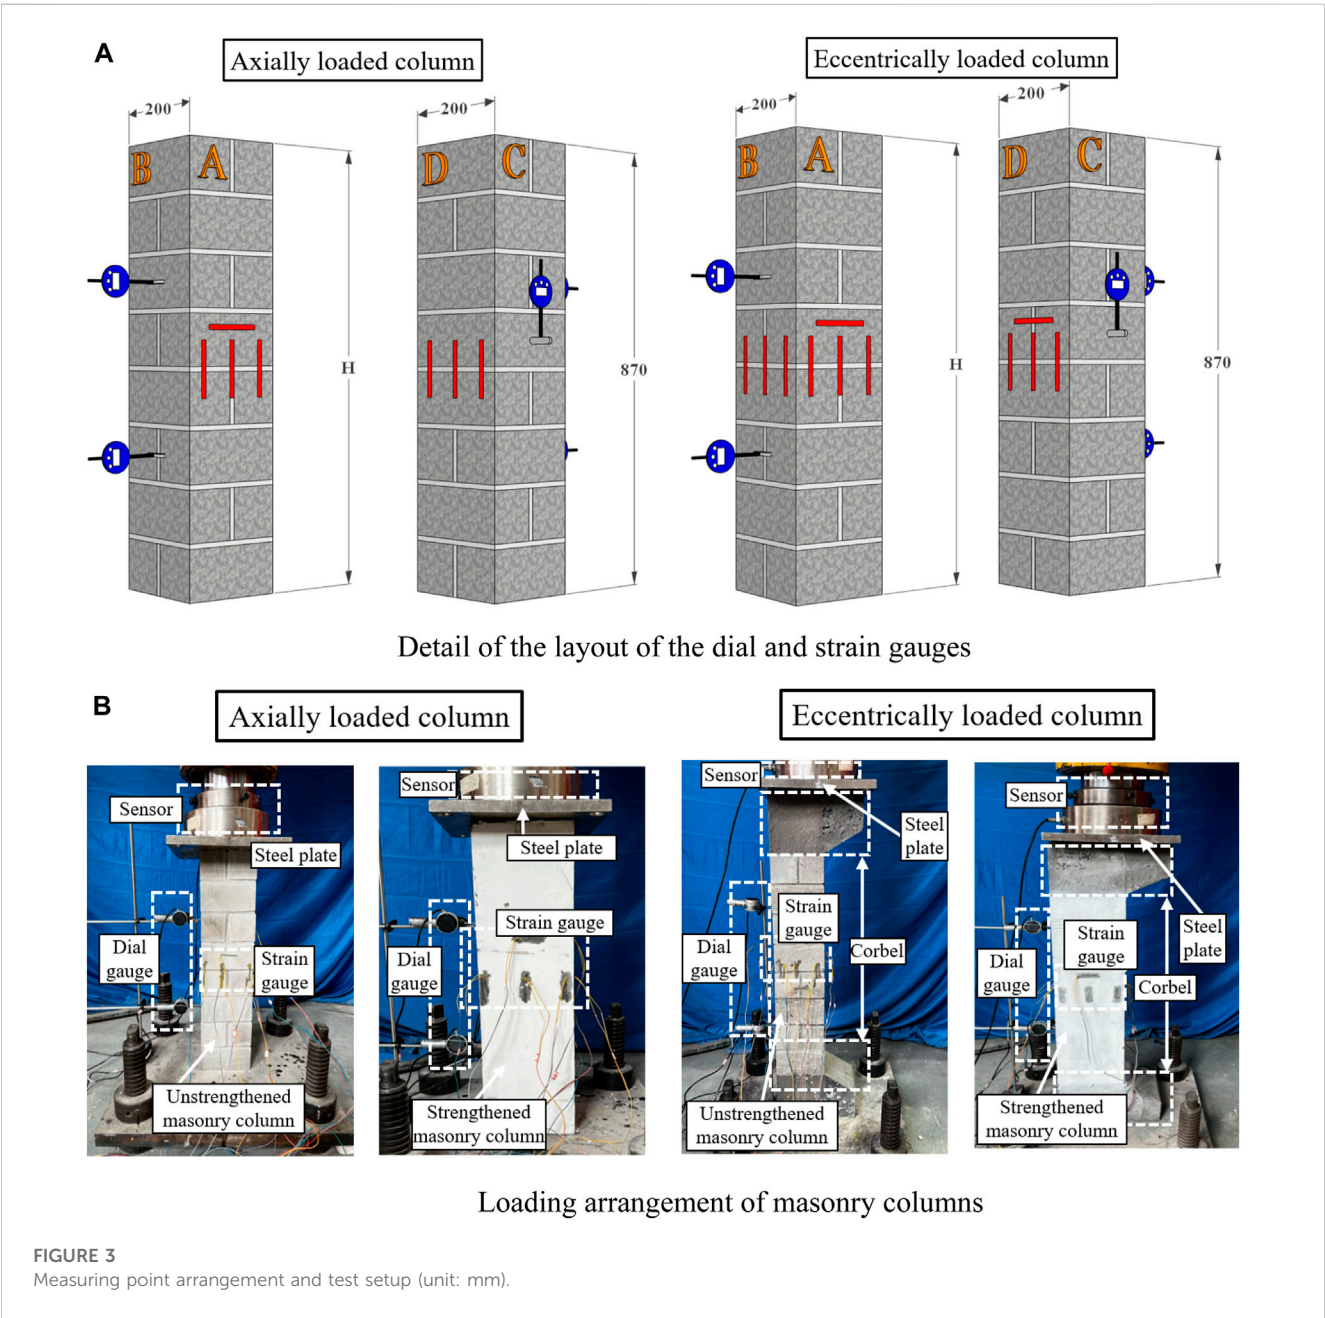 A
Axially loaded column
Eccentrically loaded column
200
200
200
200
B
A
D
C
B
A
D
C
H
870
H
870
Detail of the layout of the dial and strain gauges
B
Axially loaded column
Eccentrically loaded column
Sensor
Steel plate
Dial
gauge
Strain
gauge
Unstrengthened
masonry column
Sensor
Steel plate
Strain gauge
Dial
gauge
Strengthened
masonry column
Sensor
Steel
plate
Strain
gauge
Dial
gauge
Corbel
Unstrengthened
masonry column
Sensor
Steel
plate
Strain
gauge
Dial
gauge
Corbel
Strengthened
masonry column
Loading arrangement of masonry columns
FIGURE 3
Measuring point arrangement and test setup (unit: mm).